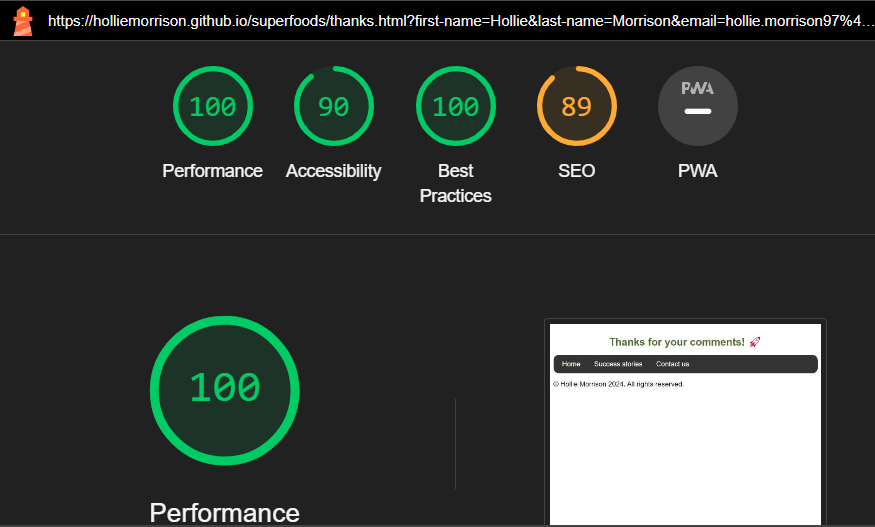 https://holliemorrison.github.io/superfoods/thanks.html?first-name=Hollie&last-name=Morrison&email=hollie.morrison97%4...
100 90 100 89 PWA
Performance Accessibility Best Practices SEO PWA
100
Performance
Thanks for your comments! 🚀
Home Success stories Contact us
© Hollie Morrison 2024. All rights reserved.